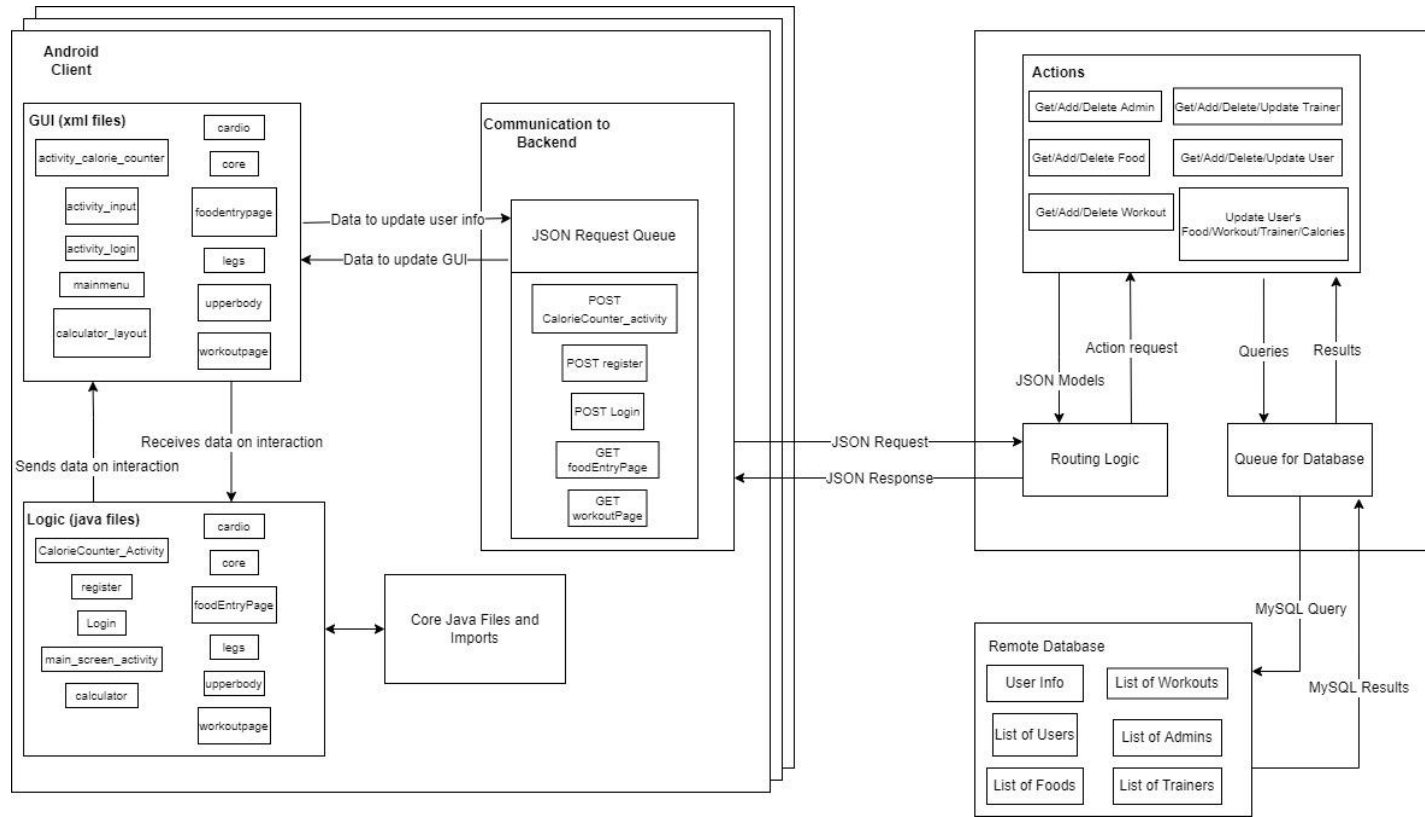 Android
Client
GUI (xml files)
activity_calorie_counter
activity_input
activity_login
mainmenu
calculator_layout
cardio
core
foodentrypage
legs
upperbody
workoutpage
Sends data on interaction
Receives data on interaction
Logic (java files)
CalorieCounter_Activity
register
Login
main_screen_activity
calculator
cardio
core
foodEntryPage
legs
upperbody
workoutpage
Core Java Files and
Imports
Data to update user info
Data to update GUI
Communication to
Backend
JSON Request Queue
POST
CalorieCounter_activity
POST register
POST Login
GET
foodEntryPage
GET
workoutPage
JSON Request
JSON Response
Actions
Get/Add/Delete Admin
Get/Add/Delete/Update Trainer
Get/Add/Delete Food
Get/Add/Delete/Update User
Get/Add/Delete Workout
Update User's
Food/Workout/Trainer/Calories
JSON Models
Action request
Queries
Results
Routing Logic
Queue for Database
MySQL Query
MySQL Results
Remote Database
User Info
List of Workouts
List of Users
List of Admins
List of Foods
List of Trainers